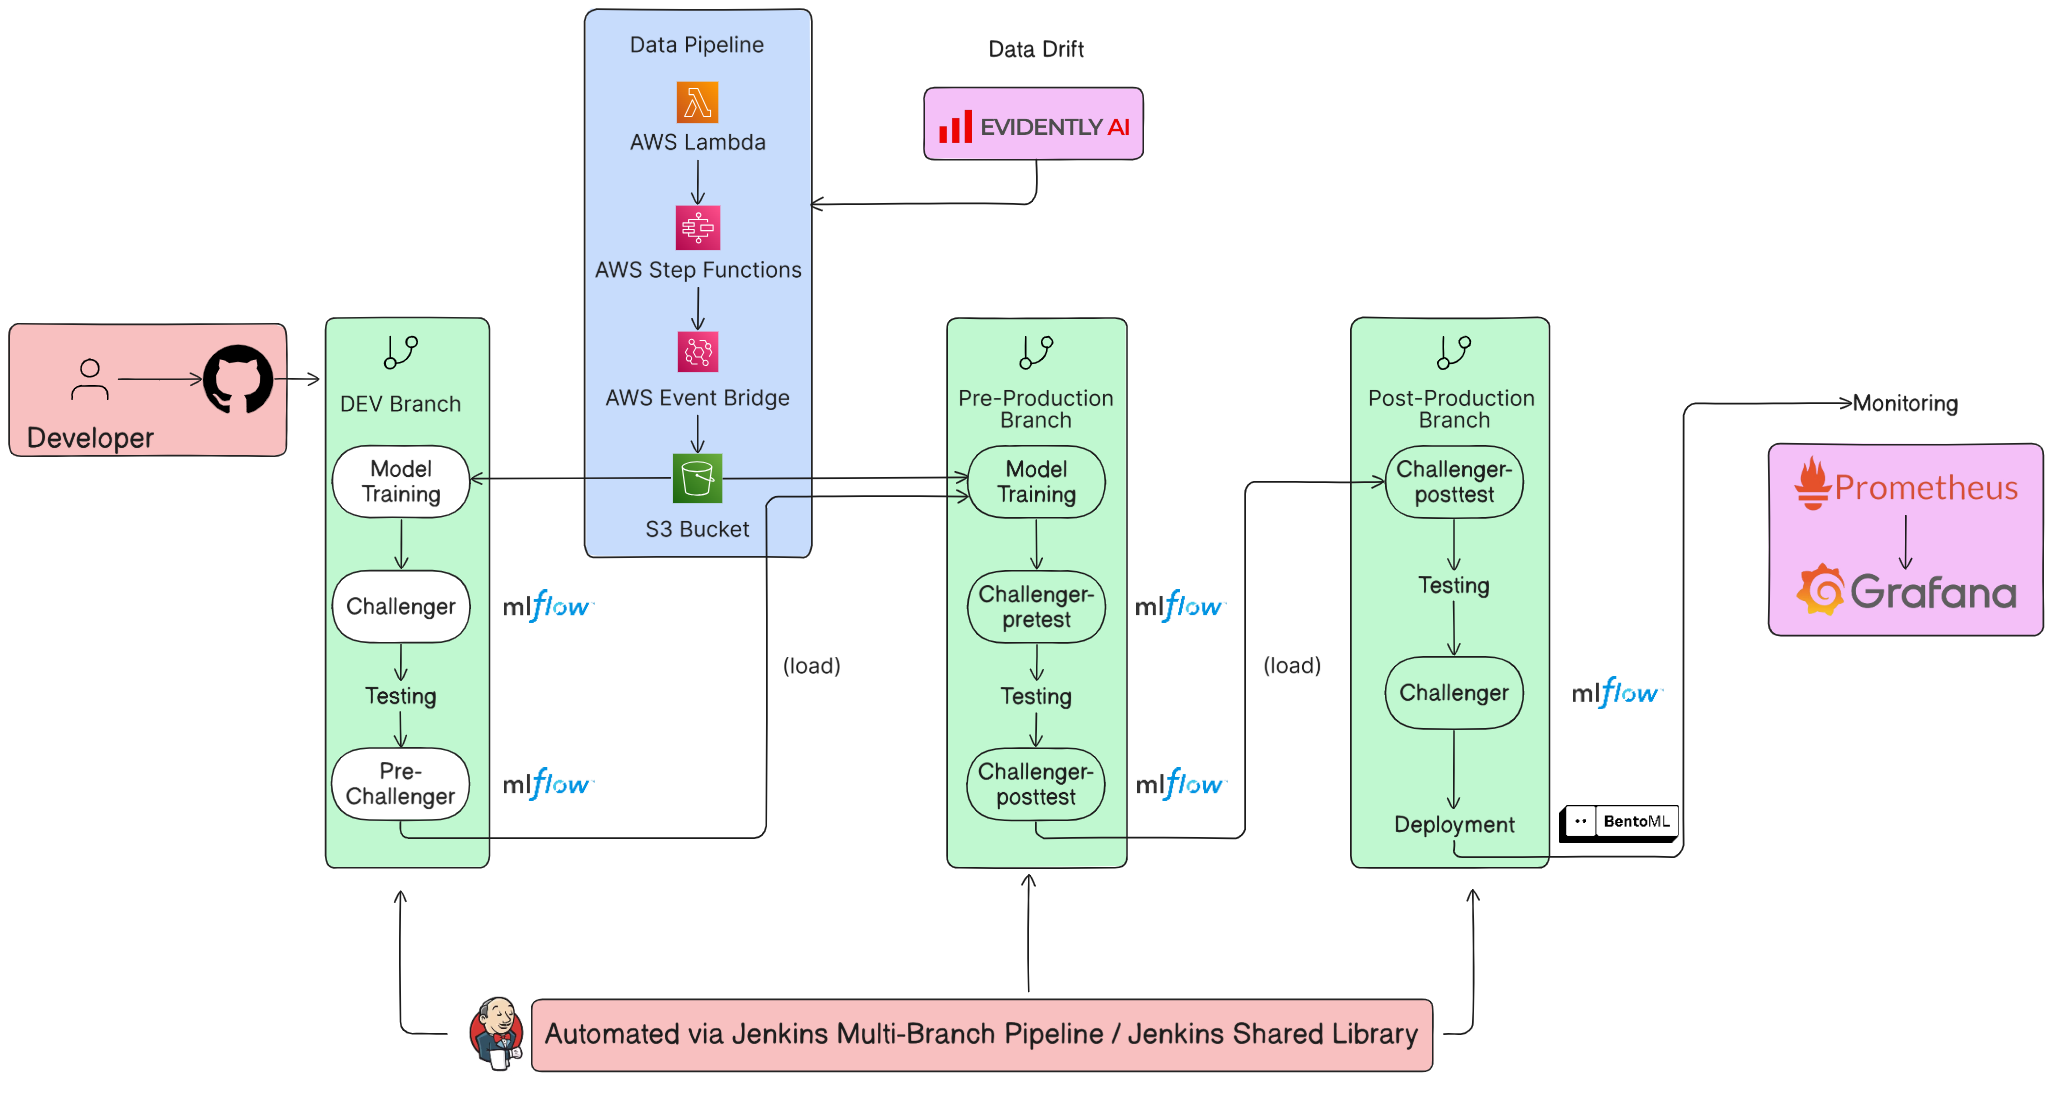 Data Pipeline
AWS Lambda
AWS Step Functions
AWS Event Bridge
S3 Bucket
Data Drift
EVIDENTLY AI
Developer
DEV Branch
Model
Training
Challenger
Testing
Pre-
Challenger
mlflow
mlflow
(load)
Pre-Production
Branch
Model
Training
Challenger-
pretest
Testing
Challenger-
posttest
mlflow
mlflow
(load)
Post-Production
Branch
Challenger-
posttest
Testing
Challenger
Deployment
mlflow
BentoML
Monitoring
Prometheus
Grafana
Automated via Jenkins Multi-Branch Pipeline / Jenkins Shared Library